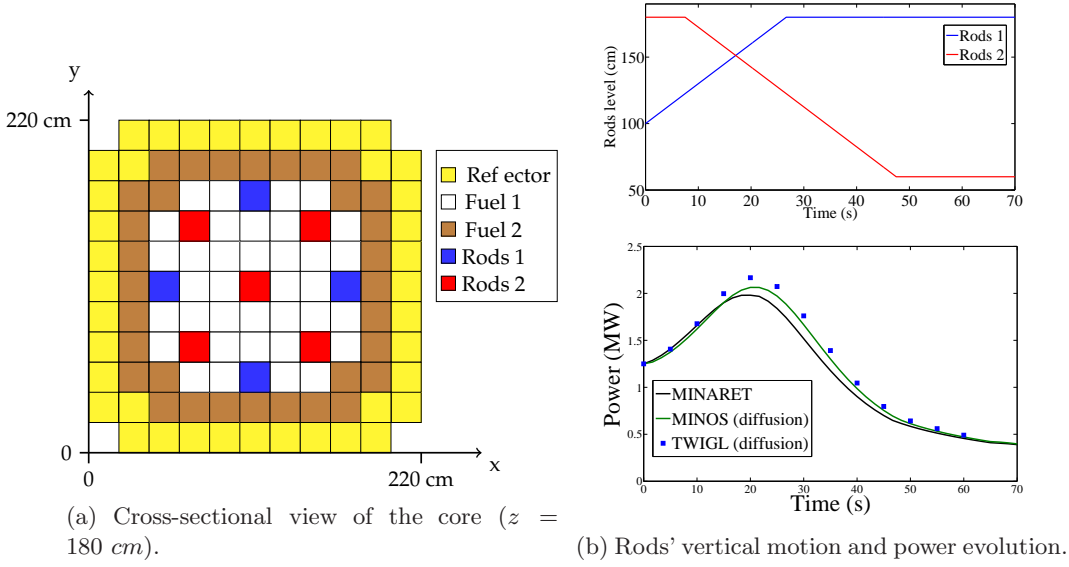 y
220 cm
0
0
220 cm
x
Ref ector
Fuel 1
Fuel 2
Rods 1
Rods 2
(a) Cross-sectional view of the core (z =
180 cm).
Rods level (cm)
150
100
50
0 10 20 30 40 50 60 70
Time (s)
Rods 1
Rods 2
Power (MW)
2.5
2
1.5
1
0.5
0
0 10 20 30 40 50 60 70
Time (s)
MINARET
MINOS (diffusion)
TWIGL (diffusion)
(b) Rods' vertical motion and power evolution.